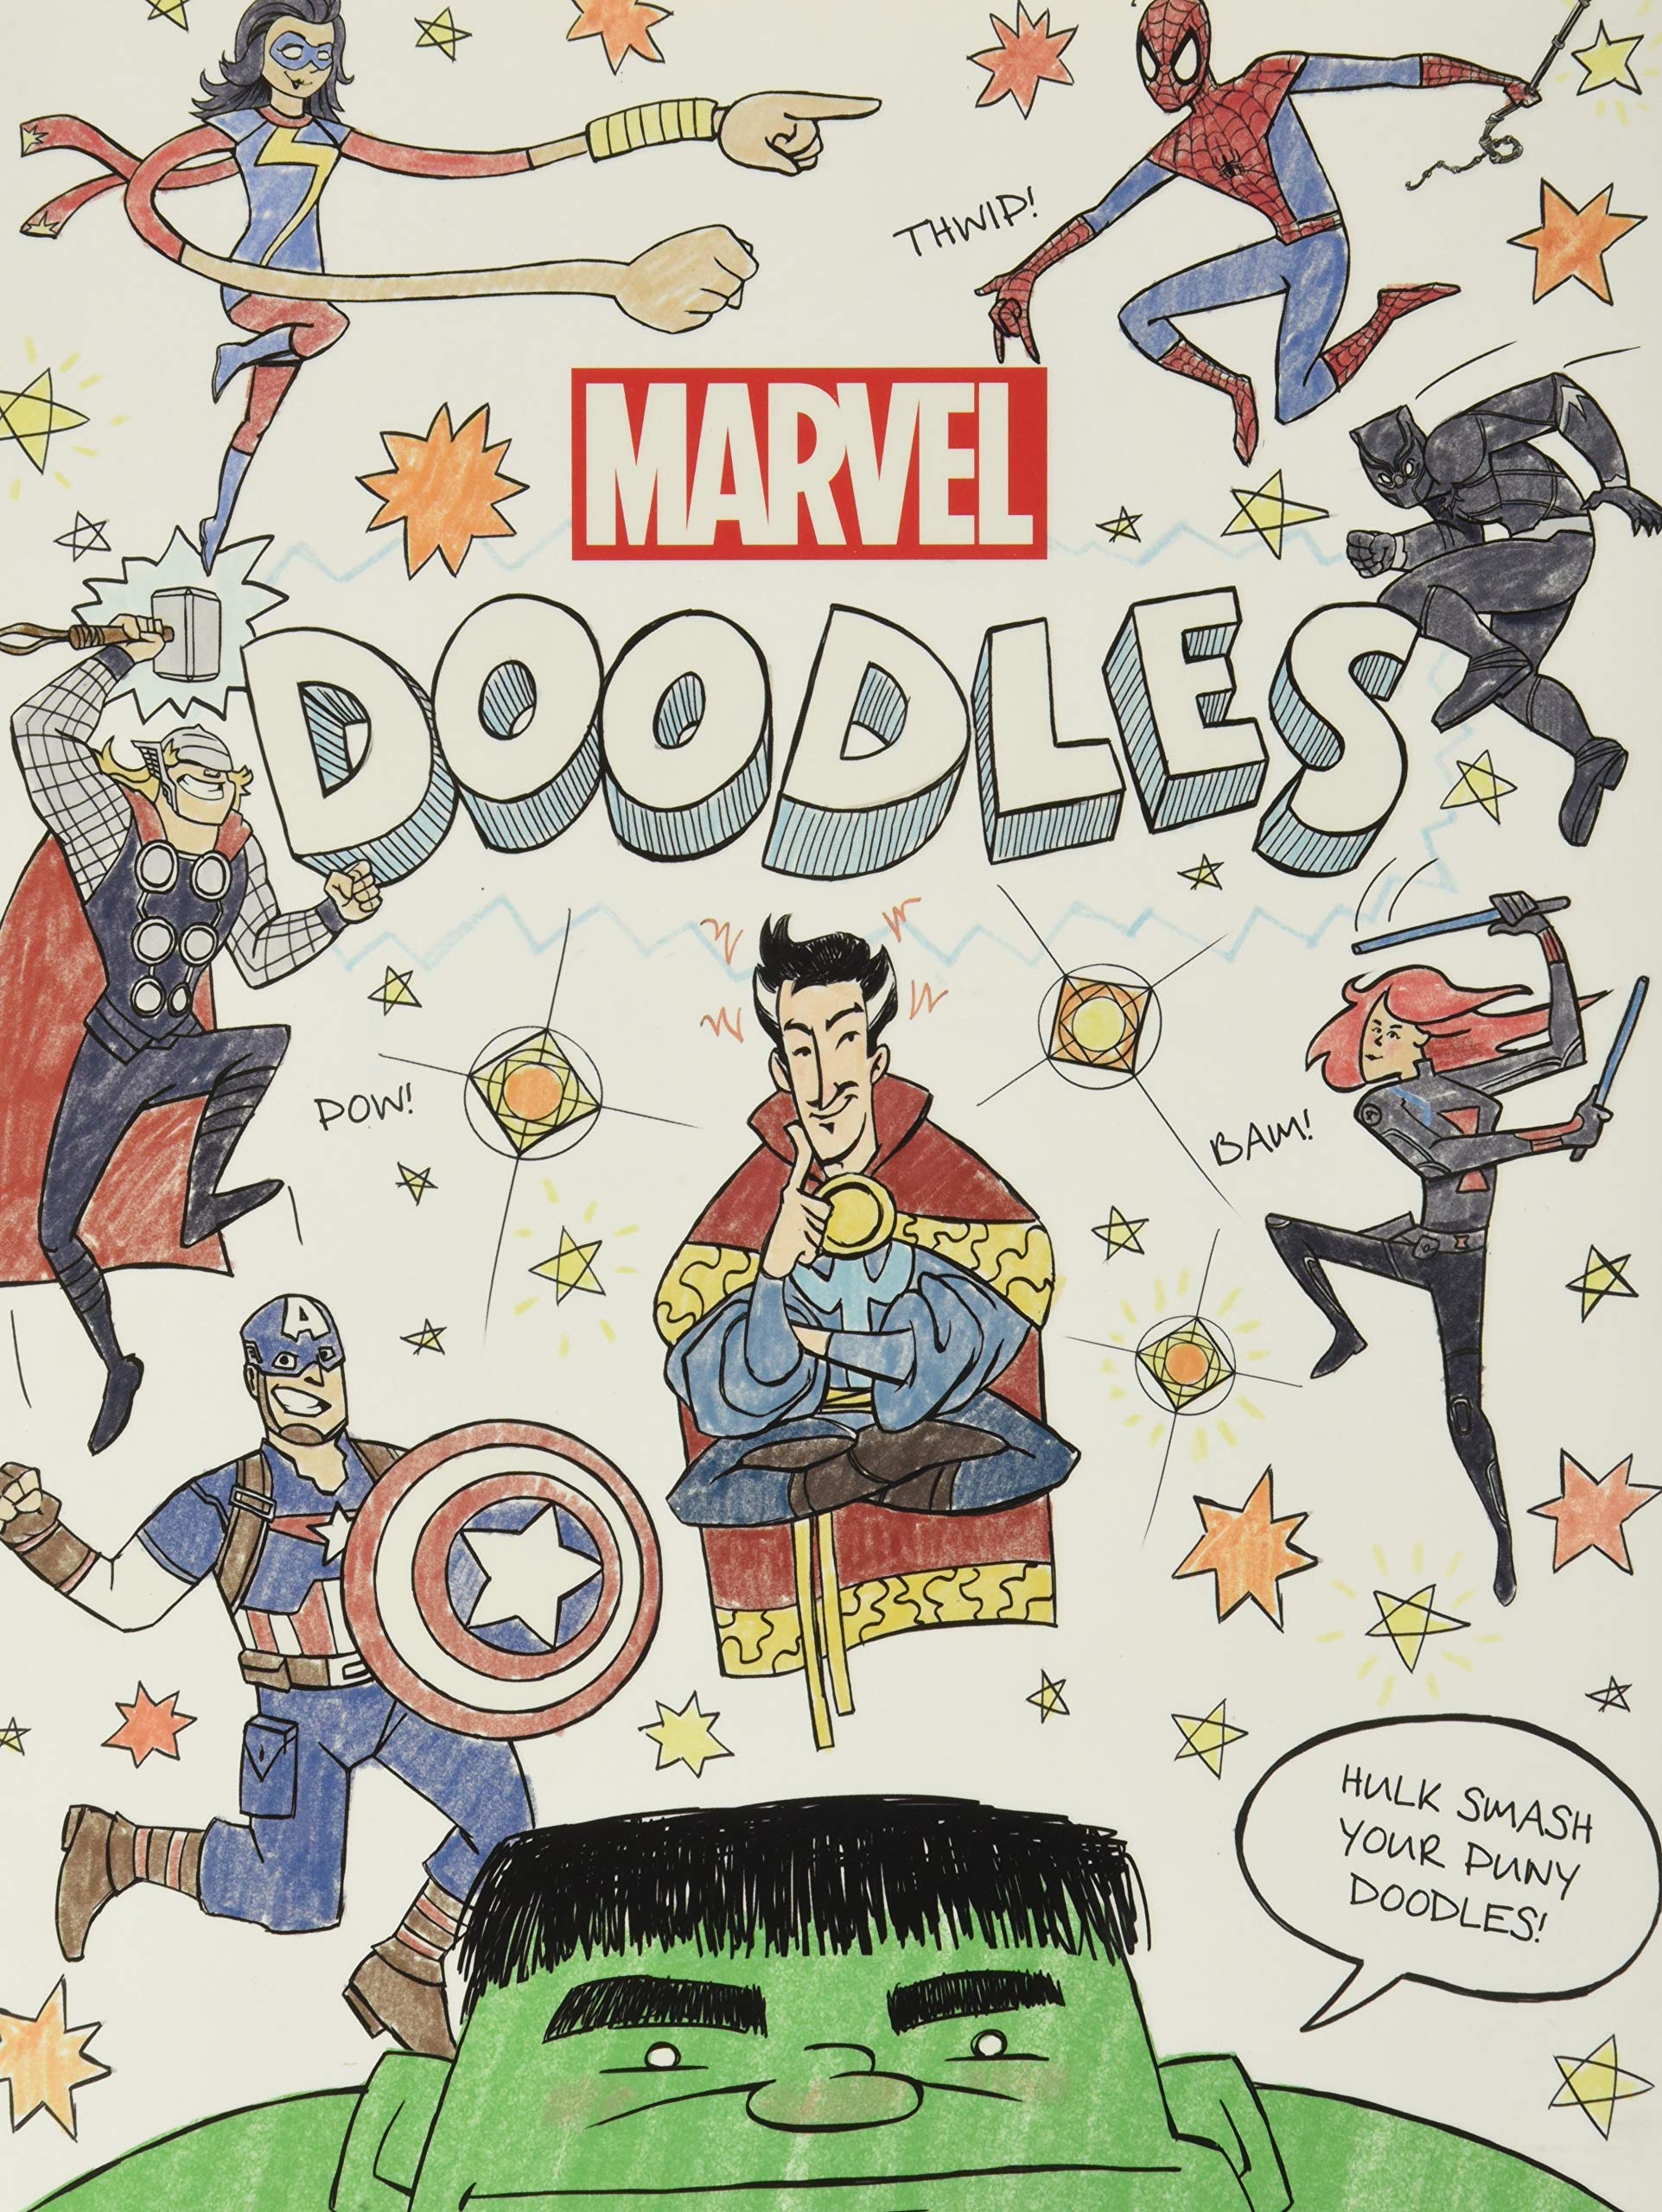 THWIP!
MARVEL
DOODLES
POW!
BAM!
A
HULK SMASH
YOUR PUNY
DOODLES!